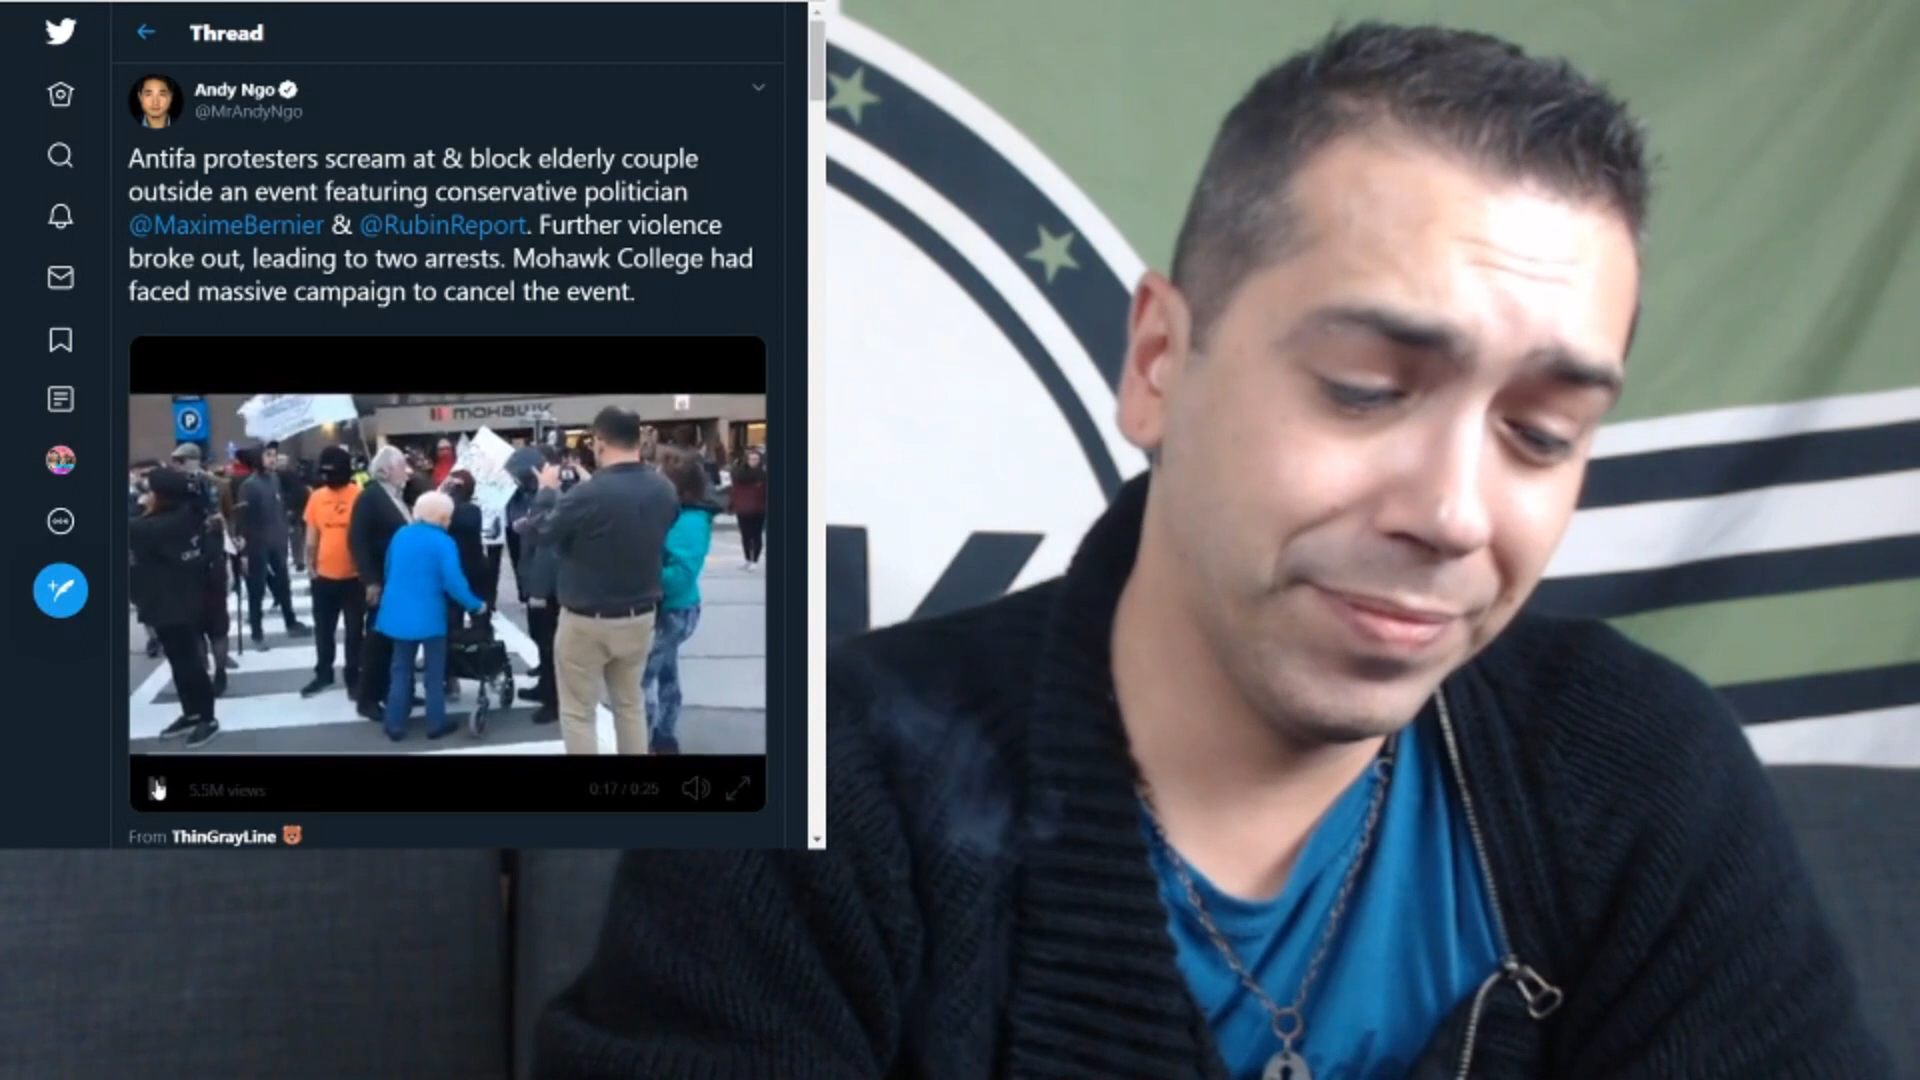 Thread
Andy Ngo
@MrAndyNgo
Antifa protesters scream at & block elderly couple
outside an event featuring conservative politician
@MaximeBernier & @RubinReport. Further violence
broke out, leading to two arrests. Mohawk College had
faced massive campaign to cancel the event.
P
mohawk
5.5M views
0:17 / 0:25
From ThinGrayLine
K